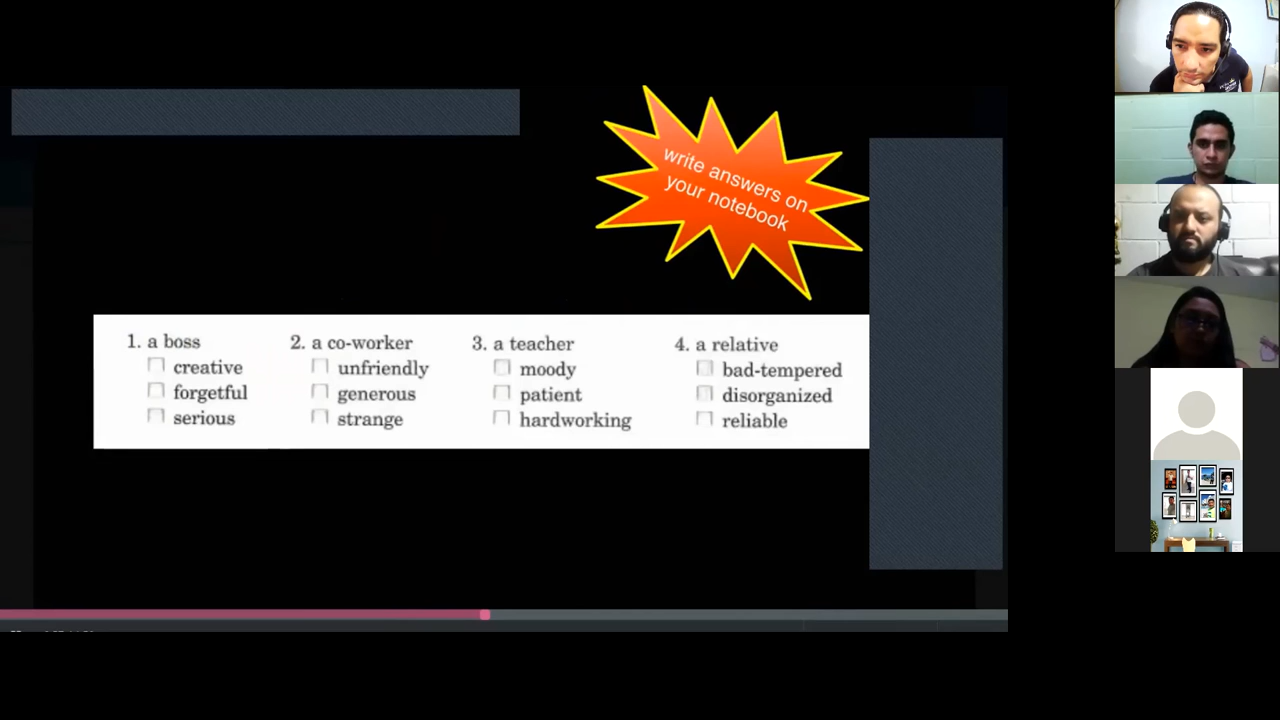 write answers on
your notebook
1. a boss
creative
forgetful
serious
2. a co-worker
unfriendly
generous
strange
3. a teacher
moody
patient
hardworking
4. a relative
bad-tempered
disorganized
reliable